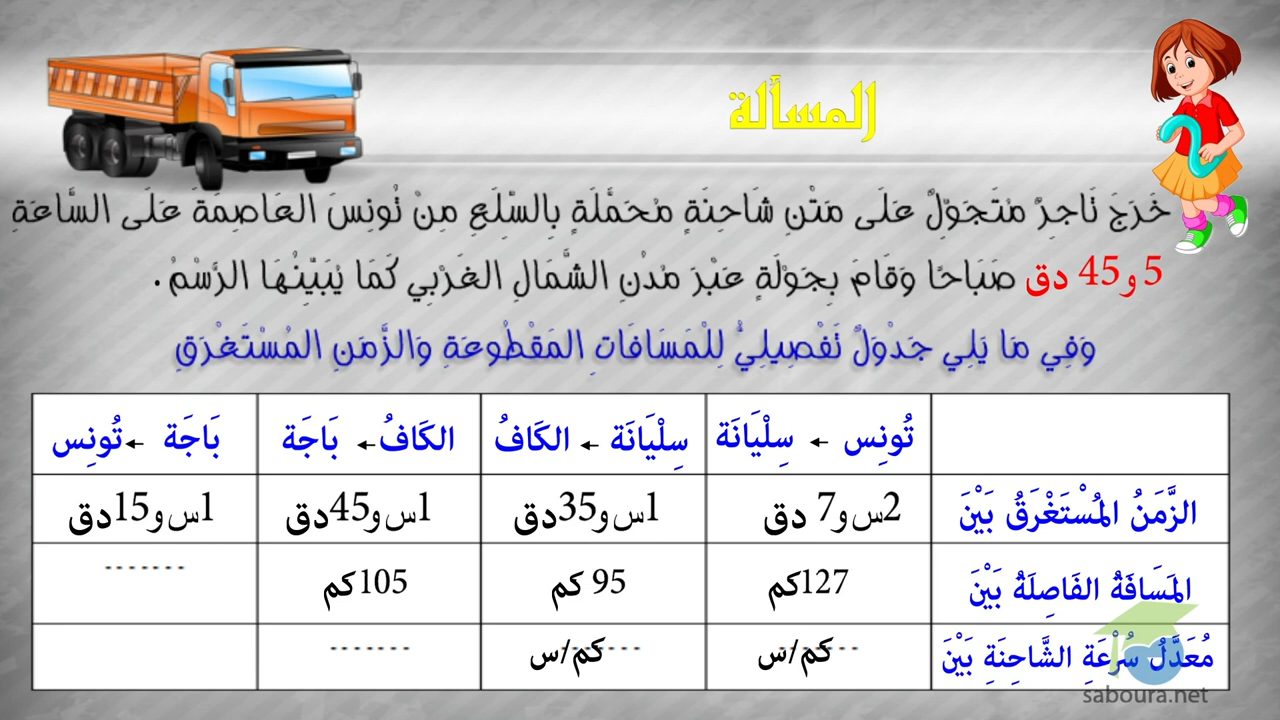 المسألة
خَرَجَ تَاجِرٌ مُتَجَوِّلٌ عَلَى مَتْنِ شَاحِنَةٍ مُحَمَّلَةٍ بِالسِّلَعِ مِنْ تُونِسَ العَاصِمَةَ عَلَى السَّاعَةِ
5 و45 دق صَبَاحًا وَقَامَ بِجَوْلَةٍ عَبْرَ مُدُنِ الشَّمَالِ الغَرْبِي كَمَا يُبَيِّنُهَا الرَّسْمُ.
وَفِي مَا يَلِي جَدْوَلٌ تَفْصِيلِيٌّ لِلْمَسَافَاتِ المَقْطُوعَةِ وَالزَّمَنِ المُسْتَغْرَقِ
تُونِس ← سِلْيَانَة سِلْيَانَة ← الكَافُ الكَافُ ← بَاجَة بَاجَة ← تُونِس
الزَّمَنُ المُسْتَغْرَقُ بَيْنَ 2س و7 دق 1س و35دق 1س و45دق 1س و15دق
المَسَافَةُ الفَاصِلَةُ بَيْنَ 127كم 95 كم 105كم -------
مُعَدَّلُ سُرْعَةِ الشَّاحِنَةِ بَيْنَ كم/س كم/س -------
saboura.net